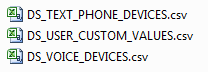 DS_TEXT_PHONE_DEVICES.csv
DS_USER_CUSTOM_VALUES.csv
DS_VOICE_DEVICES.csv